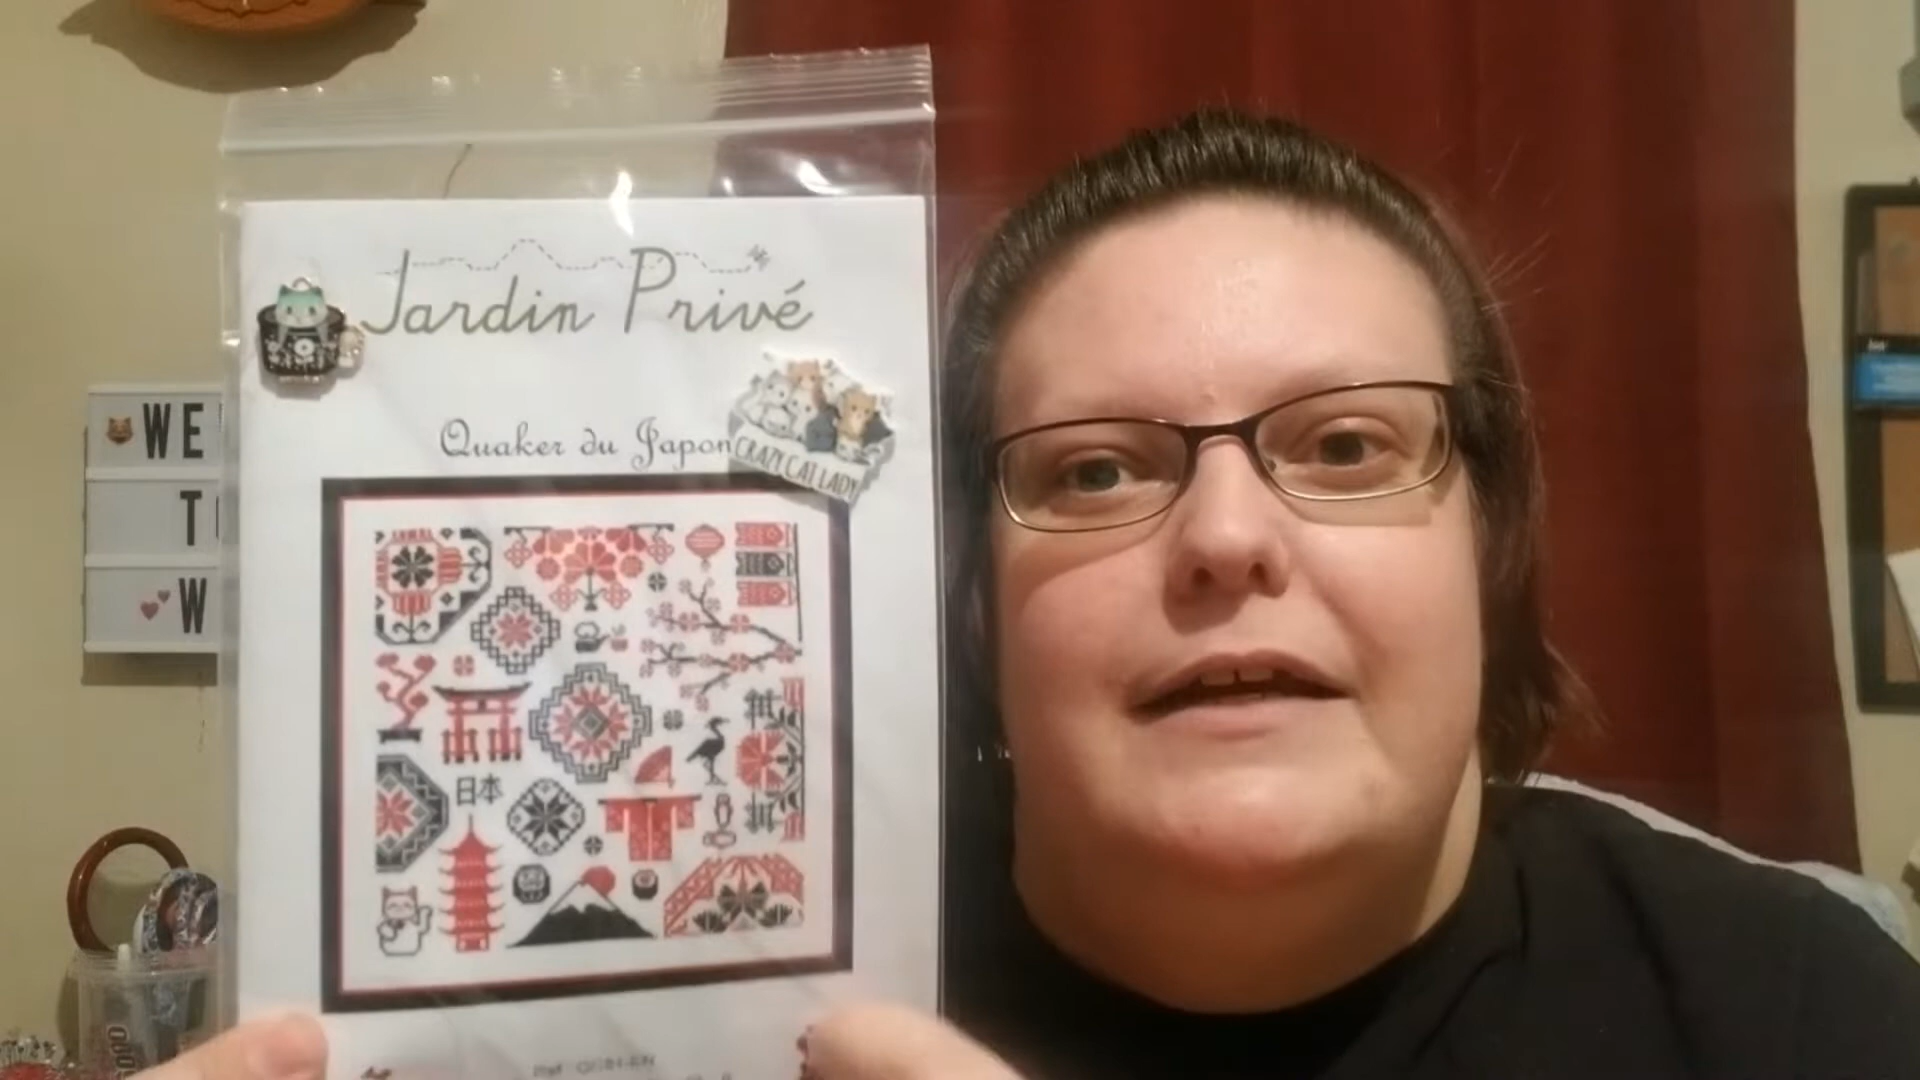 WE
T
W
Jardin Privé
Quaker du Japon
CRAZY CAT LADY
日本